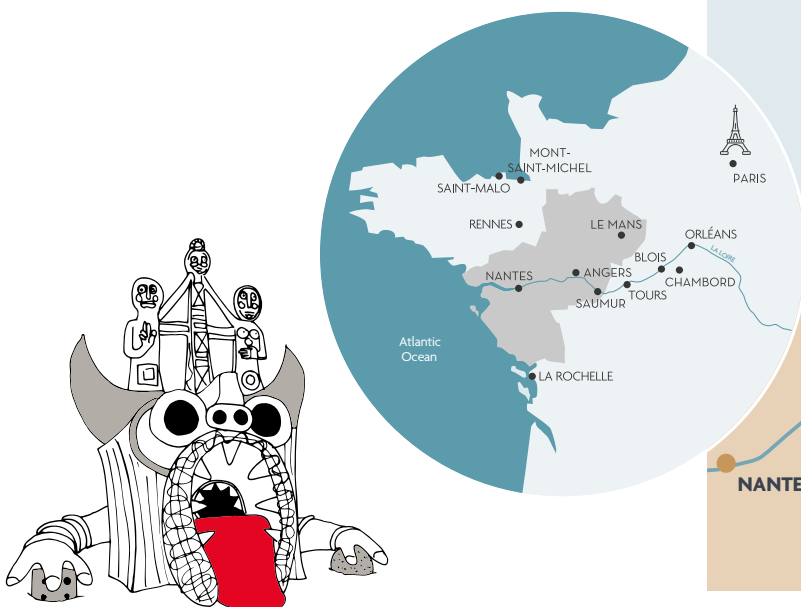 MONT-
SAINT-MICHEL
SAINT-MALO
PARIS
RENNES
LE MANS
ORLÉANS
LA LOIRE
BLOIS
NANTES
ANGERS
CHAMBORD
SAUMUR
TOURS
Atlantic
Ocean
LA ROCHELLE
NANTE